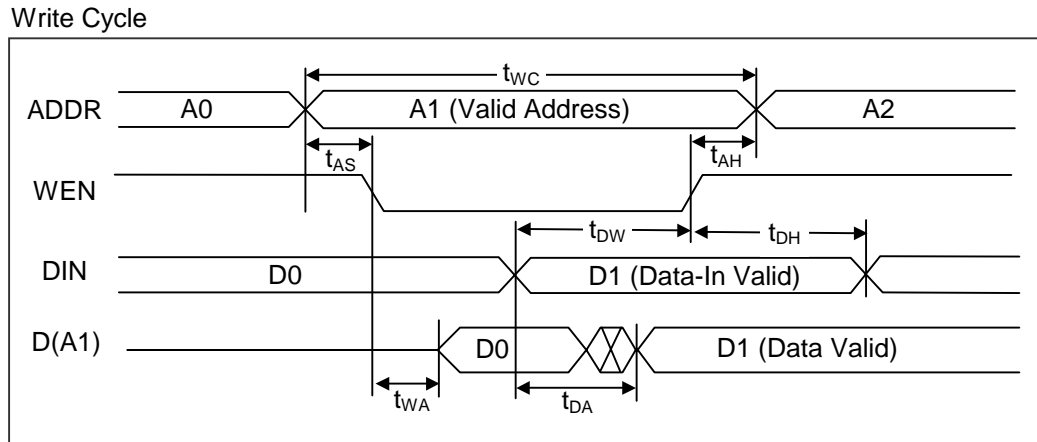 Write Cycle
tWC
ADDR A0 A1 (Valid Address) A2
tAS tAH
WEN
tDW tDH
DIN D0 D1 (Data-In Valid)
D(A1) D0 D1 (Data Valid)
tWA tDA